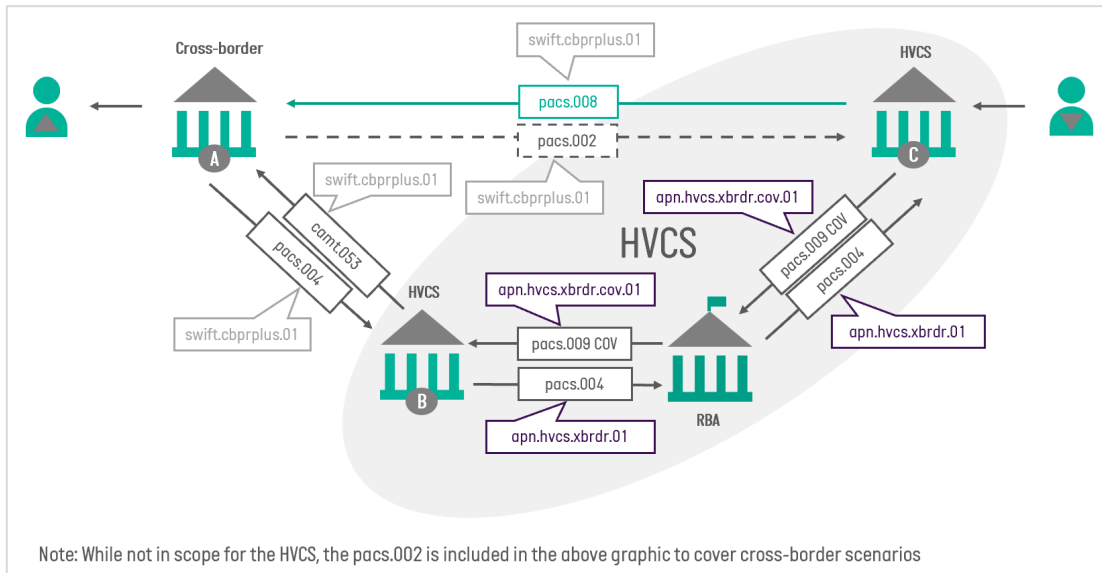 swift.cbprplus.01
Cross-border
HVCS
pacs.008
pacs.002
A
C
swift.cbprplus.01
swift.cbprplus.01
apn.hvcs.xbrdr.cov.01
camt.053
pacs.004
HVCS
pacs.009 COV
pacs.004
HVCS
apn.hvcs.xbrdr.cov.01
swift.cbprplus.01
apn.hvcs.xbrdr.01
pacs.009 COV
pacs.004
B
RBA
apn.hvcs.xbrdr.01
Note: While not in scope for the HVCS, the pacs.002 is included in the above graphic to cover cross-border scenarios